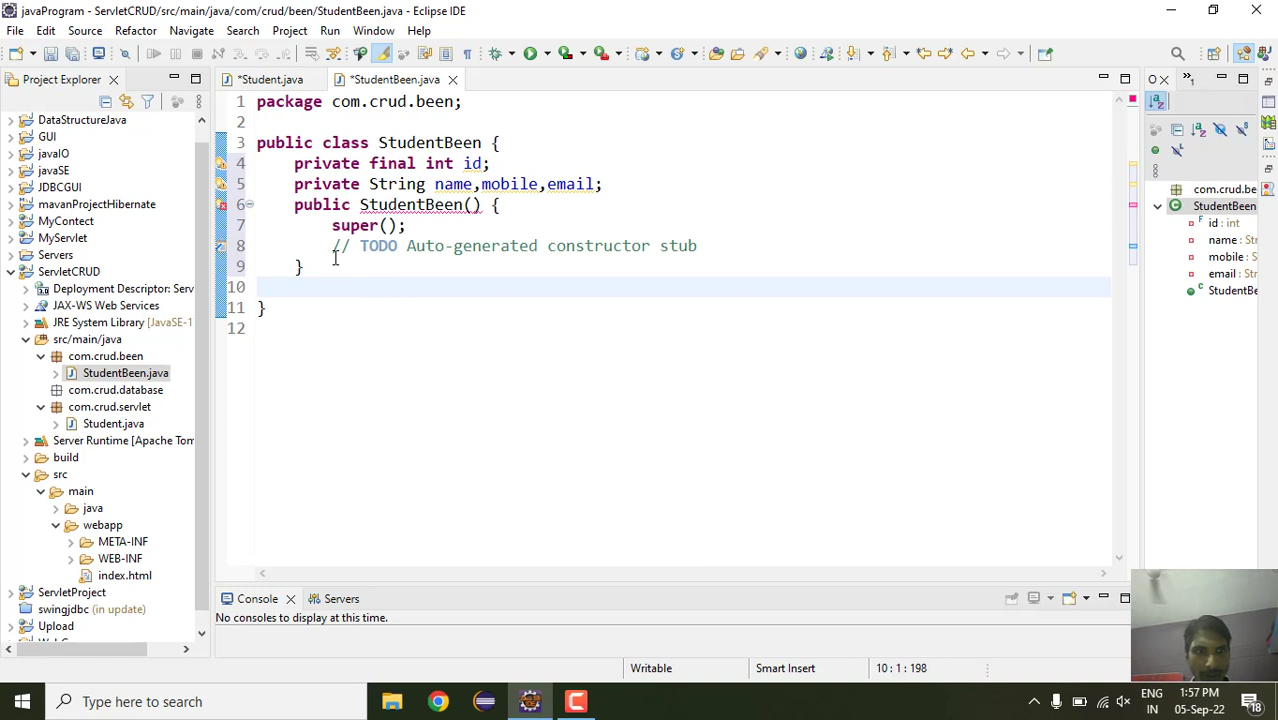 javaProgram - ServletCRUD/src/main/java/com/crud/been/StudentBeen.java - Eclipse IDE
File Edit Source Refactor Navigate Search Project Run Window Help
Project Explorer
*Student.java
*StudentBeen.java
DataStructureJava
GUI
javaIO
javaSE
JDBCGUI
mavanProjectHibernate
MyContect
MyServlet
Servers
ServletCRUD
Deployment Descriptor: Serv
JAX-WS Web Services
JRE System Library [JavaSE-1
src/main/java
com.crud.been
StudentBeen.java
com.crud.database
com.crud.servlet
Student.java
Server Runtime [Apache Tom
build
src
main
java
webapp
META-INF
WEB-INF
index.html
ServletProject
swingjdbc (in update)
Upload
1 package com.crud.been;
2
3 public class StudentBeen {
4 private final int id;
5 private String name,mobile,email;
6 public StudentBeen() {
7 super();
8 // TODO Auto-generated constructor stub
9 }
10
11 }
12
com.crud.be
StudentBeen
id : int
name : Str
mobile : St
email : Str
StudentBe
Console Servers
No consoles to display at this time.
Writable Smart Insert 10 : 1 : 198
Type here to search
ENG
IN
1:57 PM
05-Sep-22
18